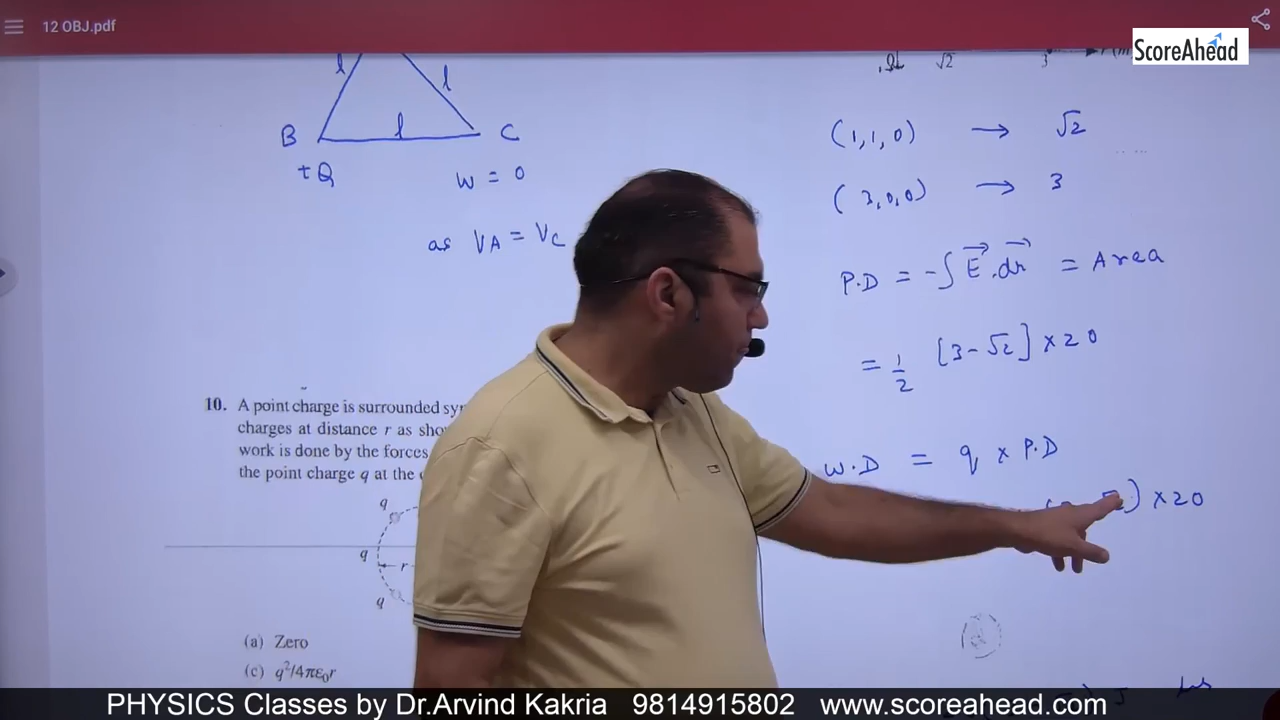 12 OBJ.pdf
ScoreAhead
√2 3
l l
B l C
+Q
W = 0
as VA = VC
(1,1,0) → √2
(3,0,0) → 3
P.D = -∫ E⃗ . dr⃗ = Area
= 1/2 [3-√2] × 20
W.D = q × P.D
) × 20
10. A point charge is surrounded
charges at distance r as
work is done by the forces
the point charge q at the
q
q
r
q
(a) Zero
(c) q²/4πε₀r
PHYSICS Classes by Dr.Arvind Kakria 9814915802 www.scoreahead.com